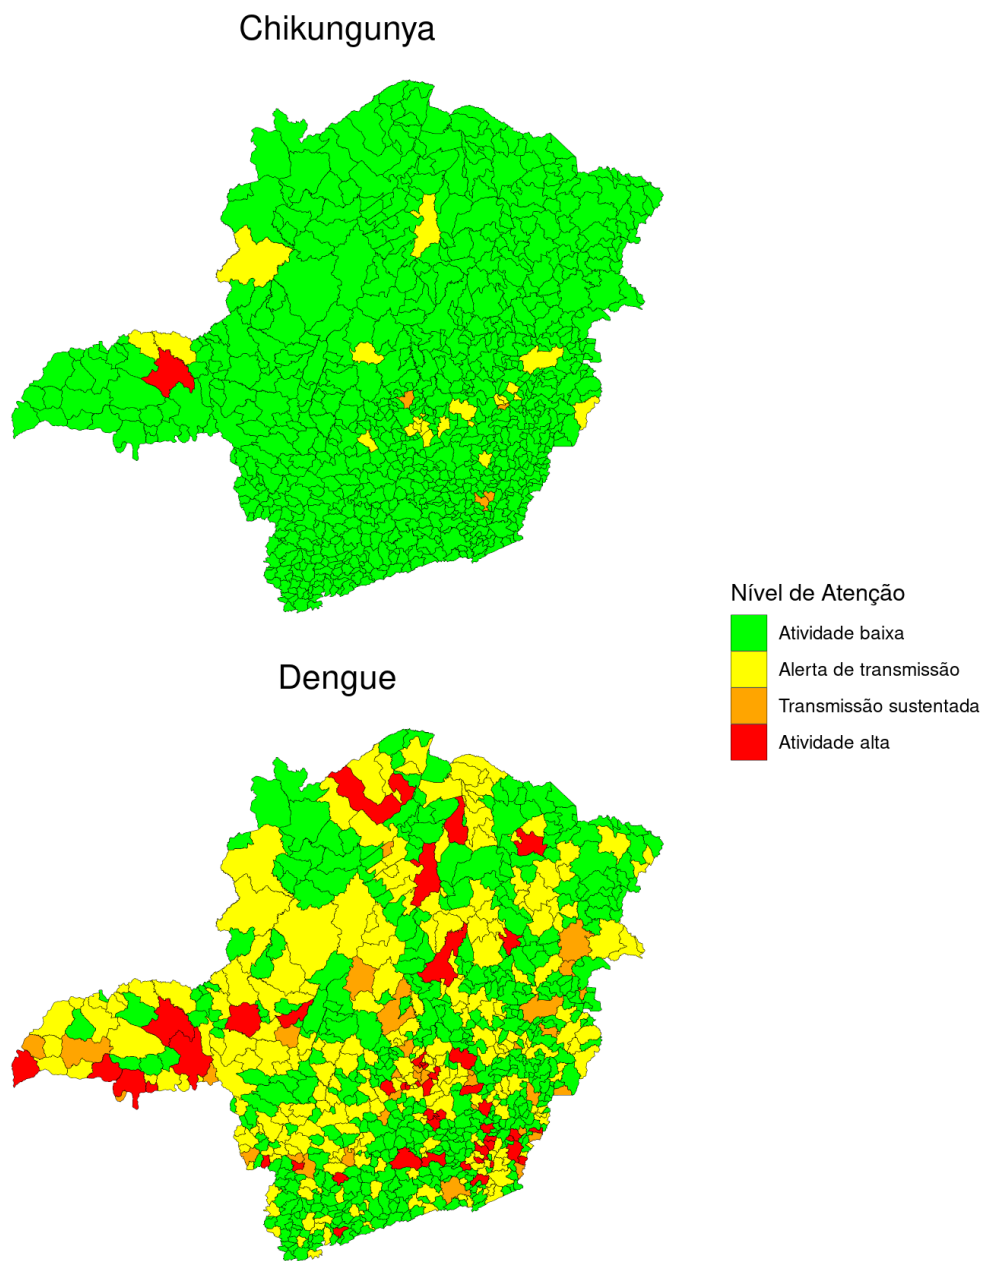 Chikungunya
Nível de Atenção
Atividade baixa
Alerta de transmissão
Transmissão sustentada
Atividade alta
Dengue